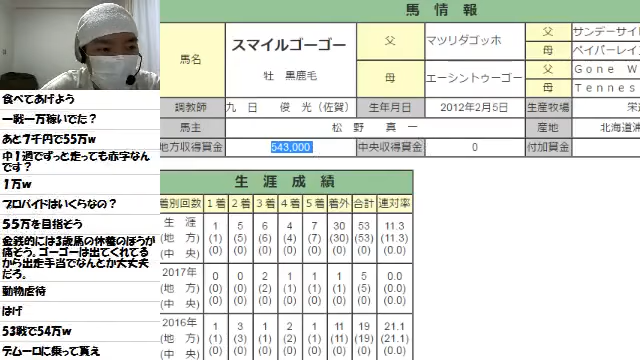 馬情報
馬名
スマイルゴーゴー
牡 黒鹿毛
父
マツリダゴッホ
父
サンデーサイ
母
ペイパーレイ
母
エーシントゥーゴー
父
Gone W
母
Tennes
調教師
九日 俊光(佐賀)
生年月日
2012年2月5日
生産牧場
馬主
松野真一
産地
北海道浦
地方収得賞金
543,000
中央収得賞金
0
付加賞金
生涯成績
着別回数 1着 2着 3着 4着 5着 着外 合計 連対率
生涯 1 5 6 4 7 30 53 11.3
(地方) (1) (5) (6) (4) (7) (30) (53) (11.3)
(中央) (0) (0) (0) (0) (0) (0) (0) (0.0)
2017年 0 0 2 1 1 1 5 0.0
(地方) (0) (0) (2) (1) (1) (1) (5) (0.0)
(中央) (0) (0) (0) (0) (0) (0) (0) (0.0)
2016年 1 3 1 2 1 11 19 21.1
(地方) (1) (3) (1) (2) (1) (11) (19) (21.1)
(中央) (0) (0) (0) (0) (0) (0) (0) (0.0)
食べてあげよう
一戦一万稼いでた?
あと7千円で55万w
中1週でずっと走っても赤字なん
です?
1万w
プロバイドはいくらなの?
55万を目指そう
金銭的には3歳馬の休養のほうが
痛そう。ゴーゴーは出てくれてる
から出走手当でなんとか大丈夫
だろ。
動物虐待
はげ
53戦で54万w
デムーロに乗って貰え